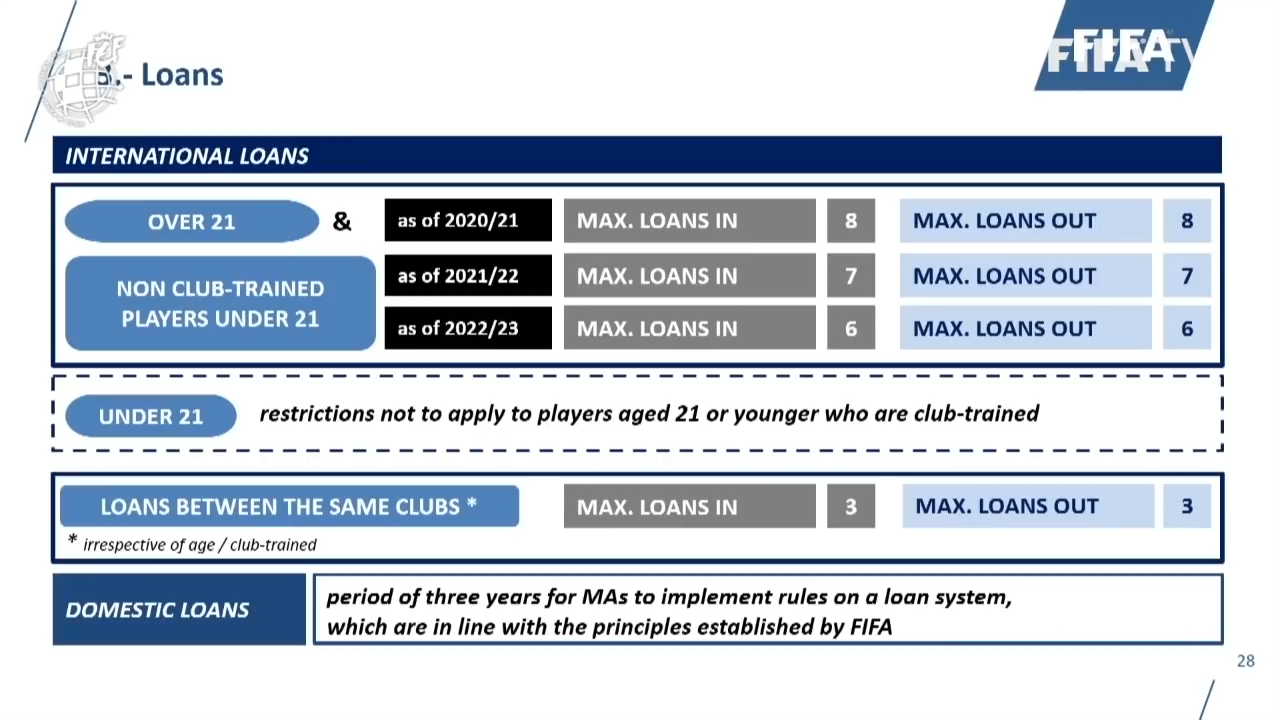 FIFA
FIFA TV
.- Loans
INTERNATIONAL LOANS
OVER 21 & as of 2020/21 MAX. LOANS IN 8 MAX. LOANS OUT 8
NON CLUB-TRAINED
PLAYERS UNDER 21
as of 2021/22 MAX. LOANS IN 7 MAX. LOANS OUT 7
as of 2022/23 MAX. LOANS IN 6 MAX. LOANS OUT 6
UNDER 21 restrictions not to apply to players aged 21 or younger who are club-trained
LOANS BETWEEN THE SAME CLUBS * MAX. LOANS IN 3 MAX. LOANS OUT 3
* irrespective of age / club-trained
DOMESTIC LOANS
period of three years for MAs to implement rules on a loan system,
which are in line with the principles established by FIFA
28